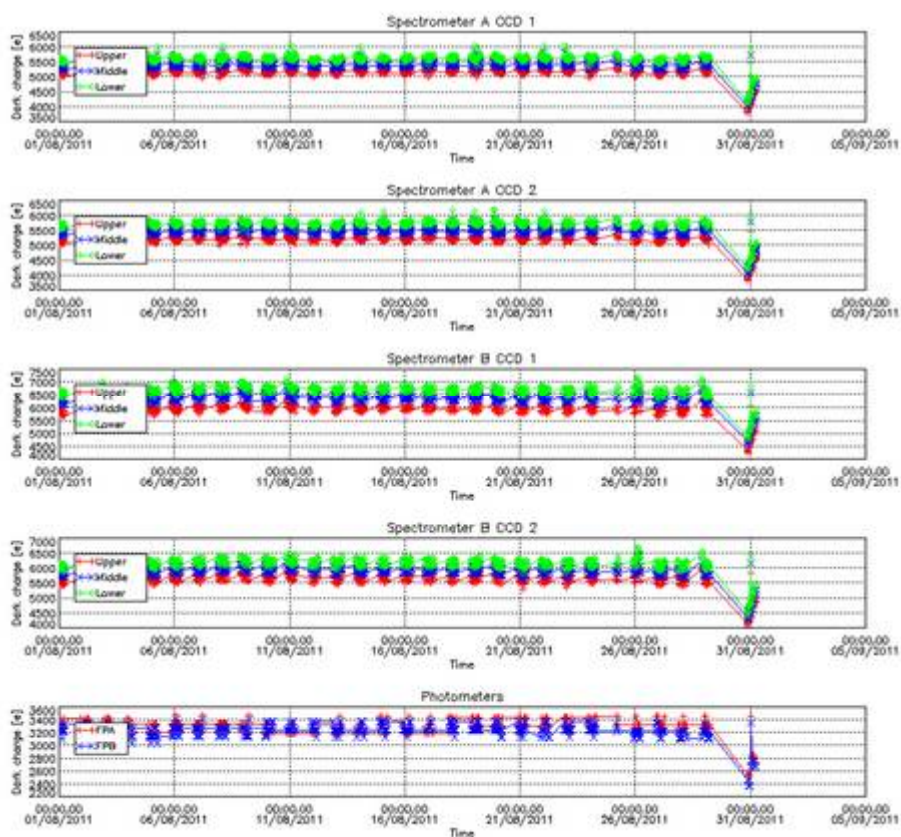 Spectrometer A CCD 1
Dark charge [e]
6500
6000
5500
5000
4500
4000
3500
Upper
Middle
Lower
00:00.00 00:00.00 00:00.00 00:00.00 00:00.00 00:00.00 00:00.00 00:00.00
01/08/2011 06/08/2011 11/08/2011 16/08/2011 21/08/2011 26/08/2011 31/08/2011 05/09/2011
Time
Spectrometer A CCD 2
Dark charge [e]
6500
6000
5500
5000
4500
4000
3500
Upper
Middle
Lower
00:00.00 00:00.00 00:00.00 00:00.00 00:00.00 00:00.00 00:00.00 00:00.00
01/08/2011 06/08/2011 11/08/2011 16/08/2011 21/08/2011 26/08/2011 31/08/2011 05/09/2011
Time
Spectrometer B CCD 1
Dark charge [e]
7500
7000
6500
6000
5500
5000
4500
4000
Upper
Middle
Lower
00:00.00 00:00.00 00:00.00 00:00.00 00:00.00 00:00.00 00:00.00 00:00.00
01/08/2011 06/08/2011 11/08/2011 16/08/2011 21/08/2011 26/08/2011 31/08/2011 05/09/2011
Time
Spectrometer B CCD 2
Dark charge [e]
7000
6500
6000
5500
5000
4500
4000
Upper
Middle
Lower
00:00.00 00:00.00 00:00.00 00:00.00 00:00.00 00:00.00 00:00.00 00:00.00
01/08/2011 06/08/2011 11/08/2011 16/08/2011 21/08/2011 26/08/2011 31/08/2011 05/09/2011
Time
Photometers
Dark charge [e]
3600
3400
3200
3000
2800
2600
2400
2200
FPA
FPB
00:00.00 00:00.00 00:00.00 00:00.00 00:00.00 00:00.00 00:00.00 00:00.00
01/08/2011 06/08/2011 11/08/2011 16/08/2011 21/08/2011 26/08/2011 31/08/2011 05/09/2011
Time